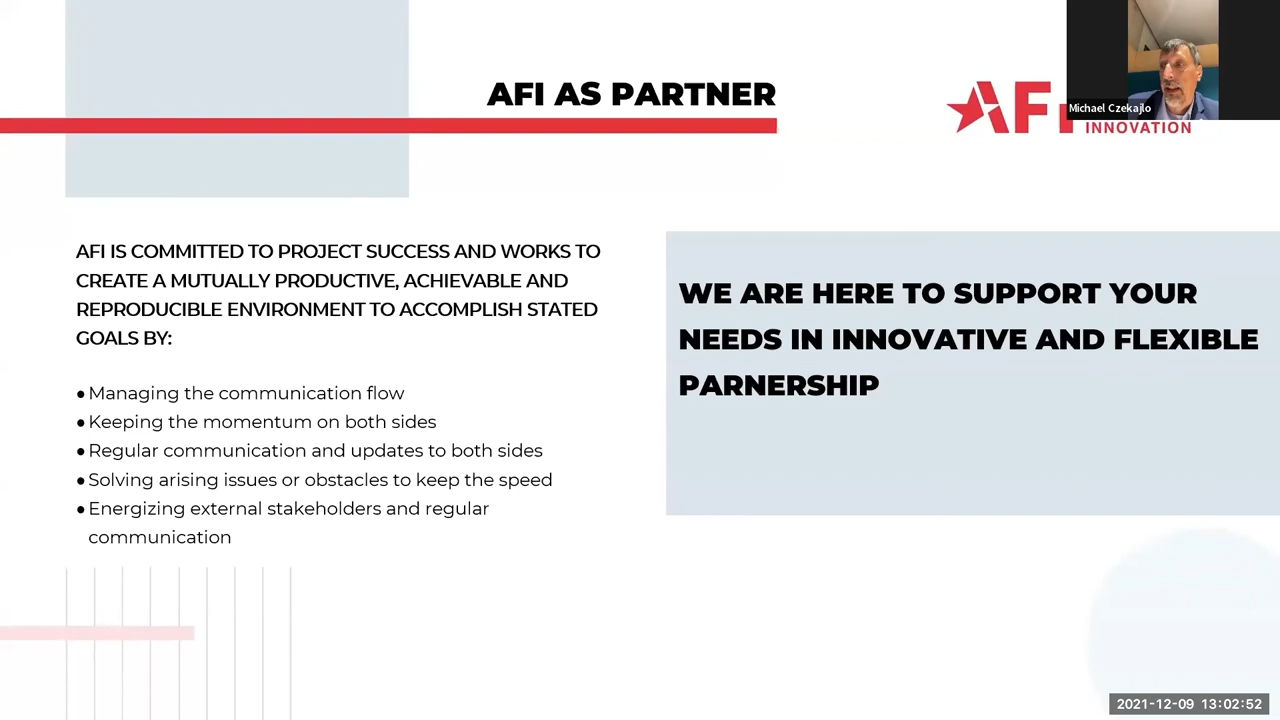 AFI AS PARTNER
AF
INNOVATION
Michael Czekajlo
AFI IS COMMITTED TO PROJECT SUCCESS AND WORKS TO
CREATE A MUTUALLY PRODUCTIVE, ACHIEVABLE AND
REPRODUCIBLE ENVIRONMENT TO ACCOMPLISH STATED
GOALS BY:
● Managing the communication flow
● Keeping the momentum on both sides
● Regular communication and updates to both sides
● Solving arising issues or obstacles to keep the speed
● Energizing external stakeholders and regular
communication
WE ARE HERE TO SUPPORT YOUR
NEEDS IN INNOVATIVE AND FLEXIBLE
PARNERSHIP
2021-12-09 13:02:52